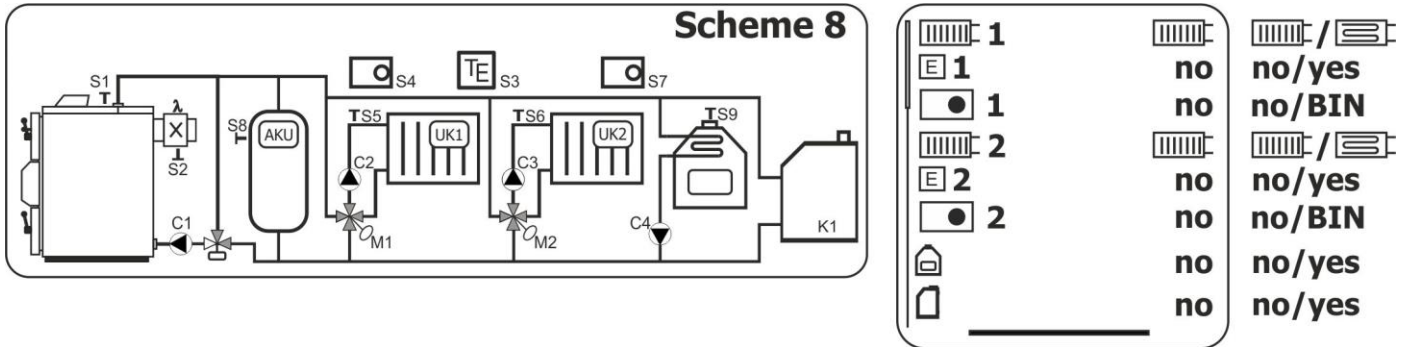 Scheme 8
S1
λ
S2
C1
S8
AKU
S4
TE
S3
S7
S5
UK1
C2
M1
S6
UK2
C3
M2
S9
C4
K1
1
E 1 no no/yes
1 no no/BIN
2
E 2 no no/yes
2 no no/BIN
no no/yes
no no/yes